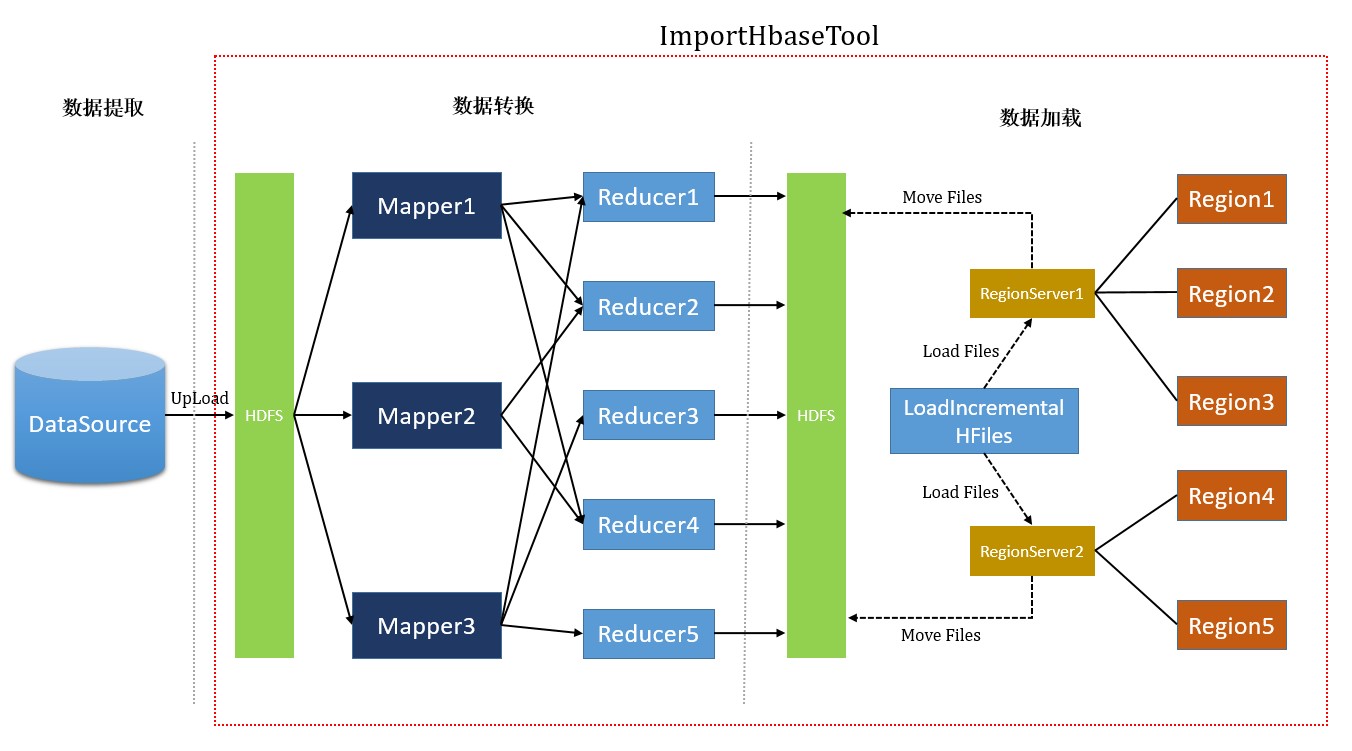 ImportHbaseTool
数据提取
数据转换
数据加载
DataSource
UpLoad
HDFS
Mapper1
Mapper2
Mapper3
Reducer1
Reducer2
Reducer3
Reducer4
Reducer5
HDFS
Move Files
RegionServer1
Load Files
LoadIncremental
HFiles
Load Files
RegionServer2
Move Files
Region1
Region2
Region3
Region4
Region5